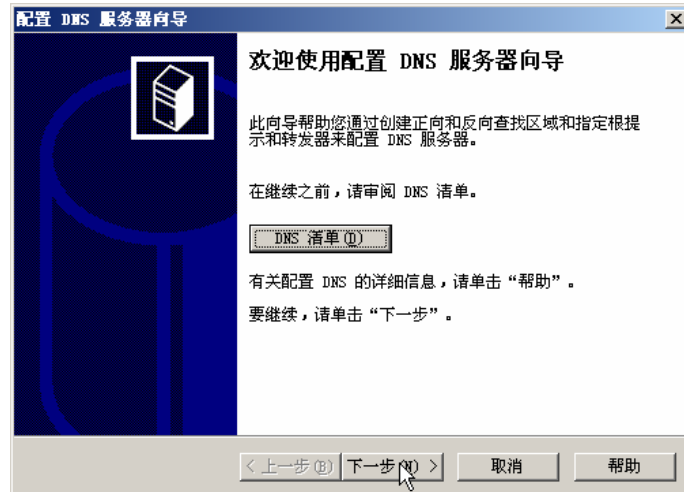 配置 DNS 服务器向导
欢迎使用配置 DNS 服务器向导
此向导帮助您通过创建正向和反向查找区域和指定根提
示和转发器来配置 DNS 服务器。
在继续之前，请审阅 DNS 清单。
DNS 清单(D)
有关配置 DNS 的详细信息，请单击“帮助”。
要继续，请单击“下一步”。
< 上一步(B) 下一步(N) > 取消 帮助